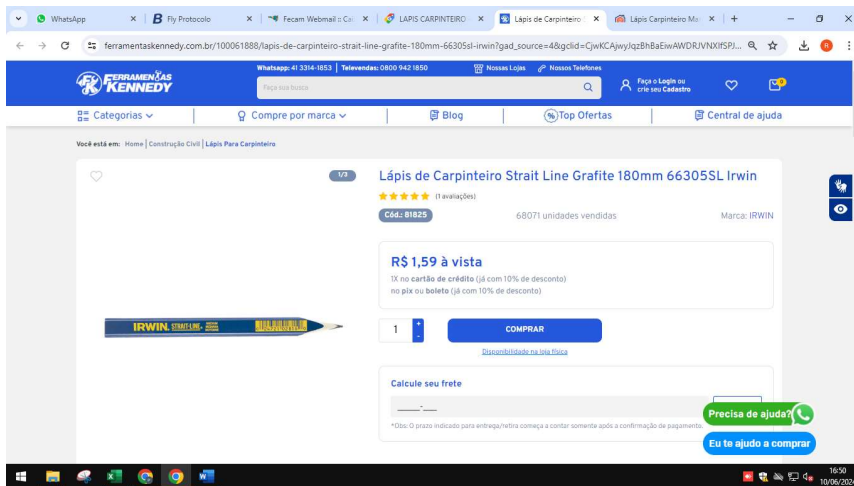 WhatsApp
Fly Protocolo
Fecam Webmail :: Cai
LAPIS CARPINTEIRO
Lápis de Carpinteiro
Lápis Carpinteiro Ma
ferramentaskennedy.com.br/100061888/lapis-de-carpinteiro-strait-line-grafite-180mm-66305sl-irwin?gad_source=4&gclid=CjwKCAjwyJqzBhBaEiwAWDRJVNXIfSPJ...
Whatsapp: 41 3314-1853 | Televendas: 0800 942 1850
Nossas Lojas
Nossos Telefones
FK FERRAMENTAS KENNEDY
Faça sua busca
Faça o Login ou
crie seu Cadastro
0
Categorias
Compre por marca
Blog
% Top Ofertas
Central de ajuda
Você está em: Home | Construção Civil | Lápis Para Carpinteiro
1/3
Lápis de Carpinteiro Strait Line Grafite 180mm 66305SL Irwin
(1 avaliações)
Cód.: 81825
68071 unidades vendidas
Marca: IRWIN
R$ 1,59 à vista
1X no cartão de crédito (já com 10% de desconto)
no pix ou boleto (já com 10% de desconto)
IRWIN. STRAIT-LINE.
1
+
-
COMPRAR
Disponibilidade na loja física
Calcule seu frete
_____-___
*Obs: O prazo indicado para entrega/retira começa a contar somente após a confirmação de pagamento.
Precisa de ajuda?
Eu te ajudo a comprar
16:50
10/06/2024